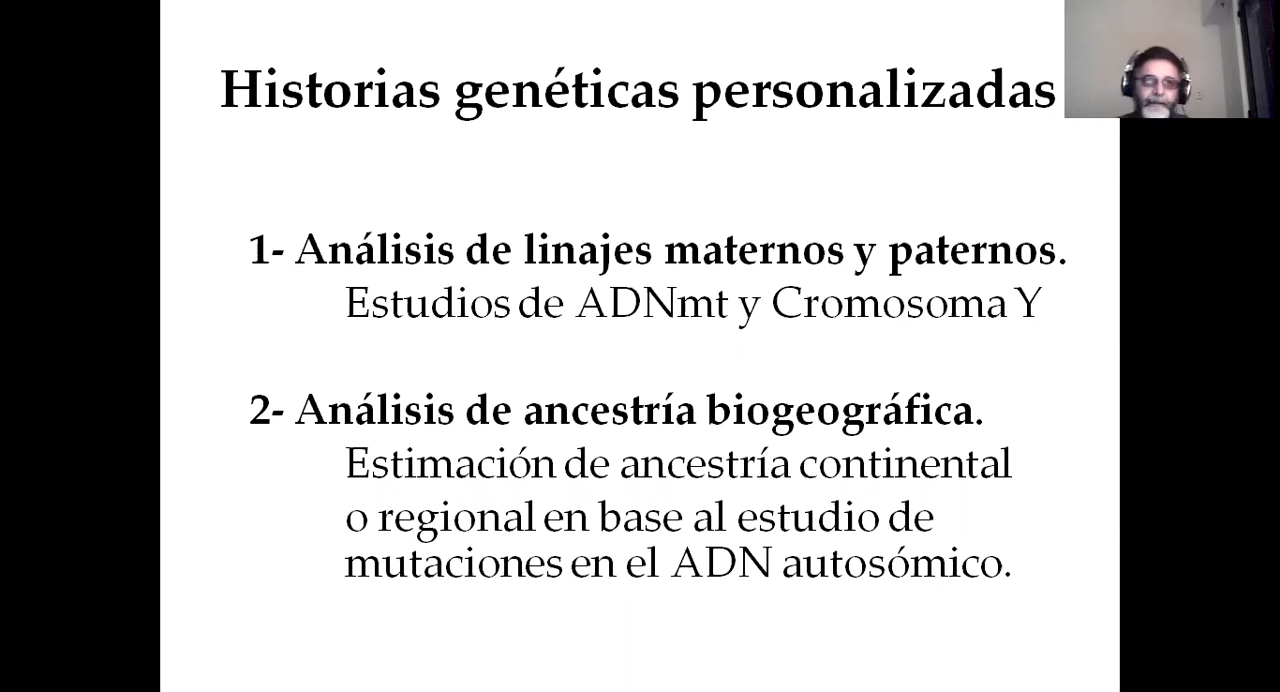 Historias genéticas personalizadas
1- Análisis de linajes maternos y paternos.
Estudios de ADNmt y Cromosoma Y
2- Análisis de ancestría biogeográfica.
Estimación de ancestría continental
o regional en base al estudio de
mutaciones en el ADN autosómico.